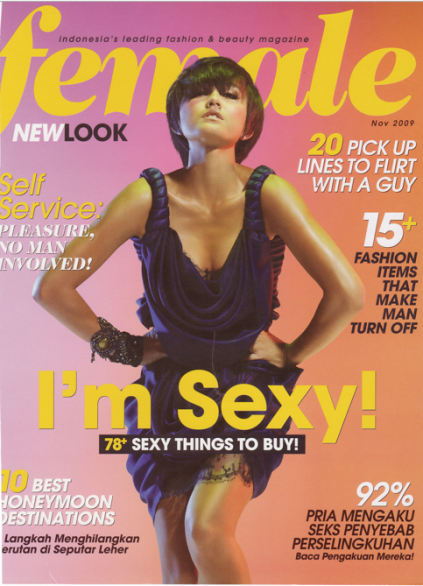 indonesia's leading fashion & beauty magazine
female
Nov 2009
NEWLOOK
20 PICK UP
LINES TO FLIRT
WITH A GUY
Self
Service:
PLEASURE,
NO MAN
INVOLVED!
15+
FASHION
ITEMS
THAT
MAKE
MAN
TURN OFF
I'm Sexy!
78+ SEXY THINGS TO BUY!
10 BEST
HONEYMOON
DESTINATIONS
Langkah Menghilangkan
erutan di Seputar Leher
92%
PRIA MENGAKU
SEKS PENYEBAB
PERSELINGKUHAN
Baca Pengakuan Mereka!